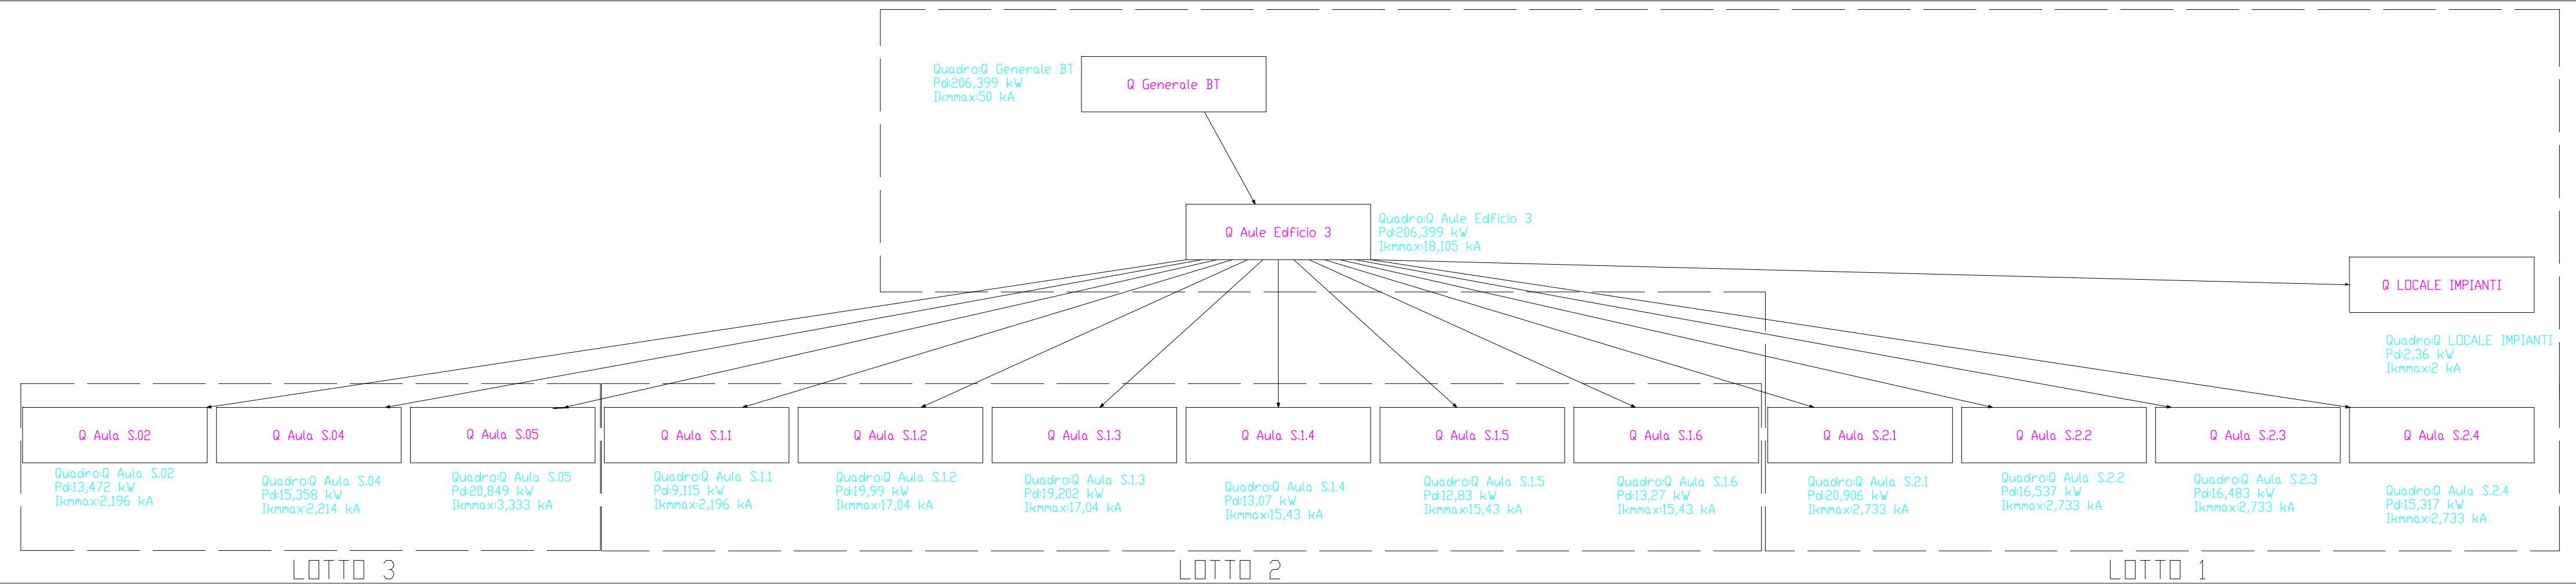 Quadro:Q Generale BT
Pd:206,399 kW
Ikmmax:50 kA
Q Generale BT
Q Aule Edficio 3
Quadro:Q Aule Edficio 3
Pd:206,399 kW
Ikmmax:18,105 kA
Q LOCALE IMPIANTI
Quadro:Q LOCALE IMPIANTI
Pd:2,36 kW
Ikmmax:2 kA
Q Aula S.02
Quadro:Q Aula S.02
Pd:13,472 kW
Ikmmax:2,196 kA
Q Aula S.04
Quadro:Q Aula S.04
Pd:15,358 kW
Ikmmax:2,214 kA
Q Aula S.05
Quadro:Q Aula S.05
Pd:20,849 kW
Ikmmax:3,333 kA
Q Aula S.1.1
Quadro:Q Aula S.1.1
Pd:9,115 kW
Ikmmax:2,196 kA
Q Aula S.1.2
Quadro:Q Aula S.1.2
Pd:19,99 kW
Ikmmax:17,04 kA
Q Aula S.1.3
Quadro:Q Aula S.1.3
Pd:19,202 kW
Ikmmax:17,04 kA
Q Aula S.1.4
Quadro:Q Aula S.1.4
Pd:13,07 kW
Ikmmax:15,43 kA
Q Aula S.1.5
Quadro:Q Aula S.1.5
Pd:12,83 kW
Ikmmax:15,43 kA
Q Aula S.1.6
Quadro:Q Aula S.1.6
Pd:13,27 kW
Ikmmax:15,43 kA
Q Aula S.2.1
Quadro:Q Aula S.2.1
Pd:20,906 kW
Ikmmax:2,733 kA
Q Aula S.2.2
Quadro:Q Aula S.2.2
Pd:16,537 kW
Ikmmax:2,733 kA
Q Aula S.2.3
Quadro:Q Aula S.2.3
Pd:16,483 kW
Ikmmax:2,733 kA
Q Aula S.2.4
Quadro:Q Aula S.2.4
Pd:15,317 kW
Ikmmax:2,733 kA
LOTTO 3
LOTTO 2
LOTTO 1